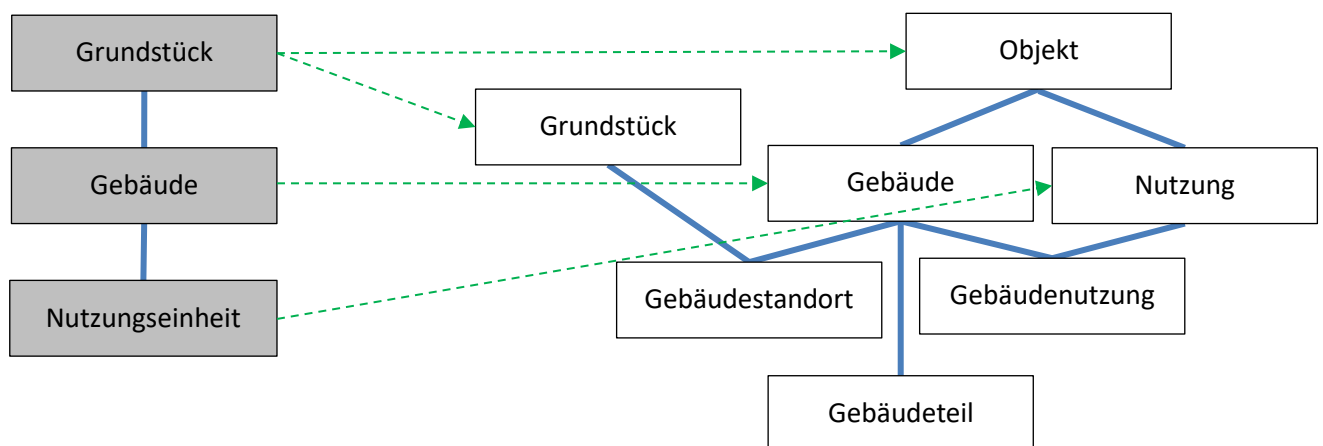 Grundstück
Objekt
Grundstück
Gebäude
Gebäude
Nutzung
Nutzungseinheit
Gebäudestandort
Gebäudenutzung
Gebäudeteil